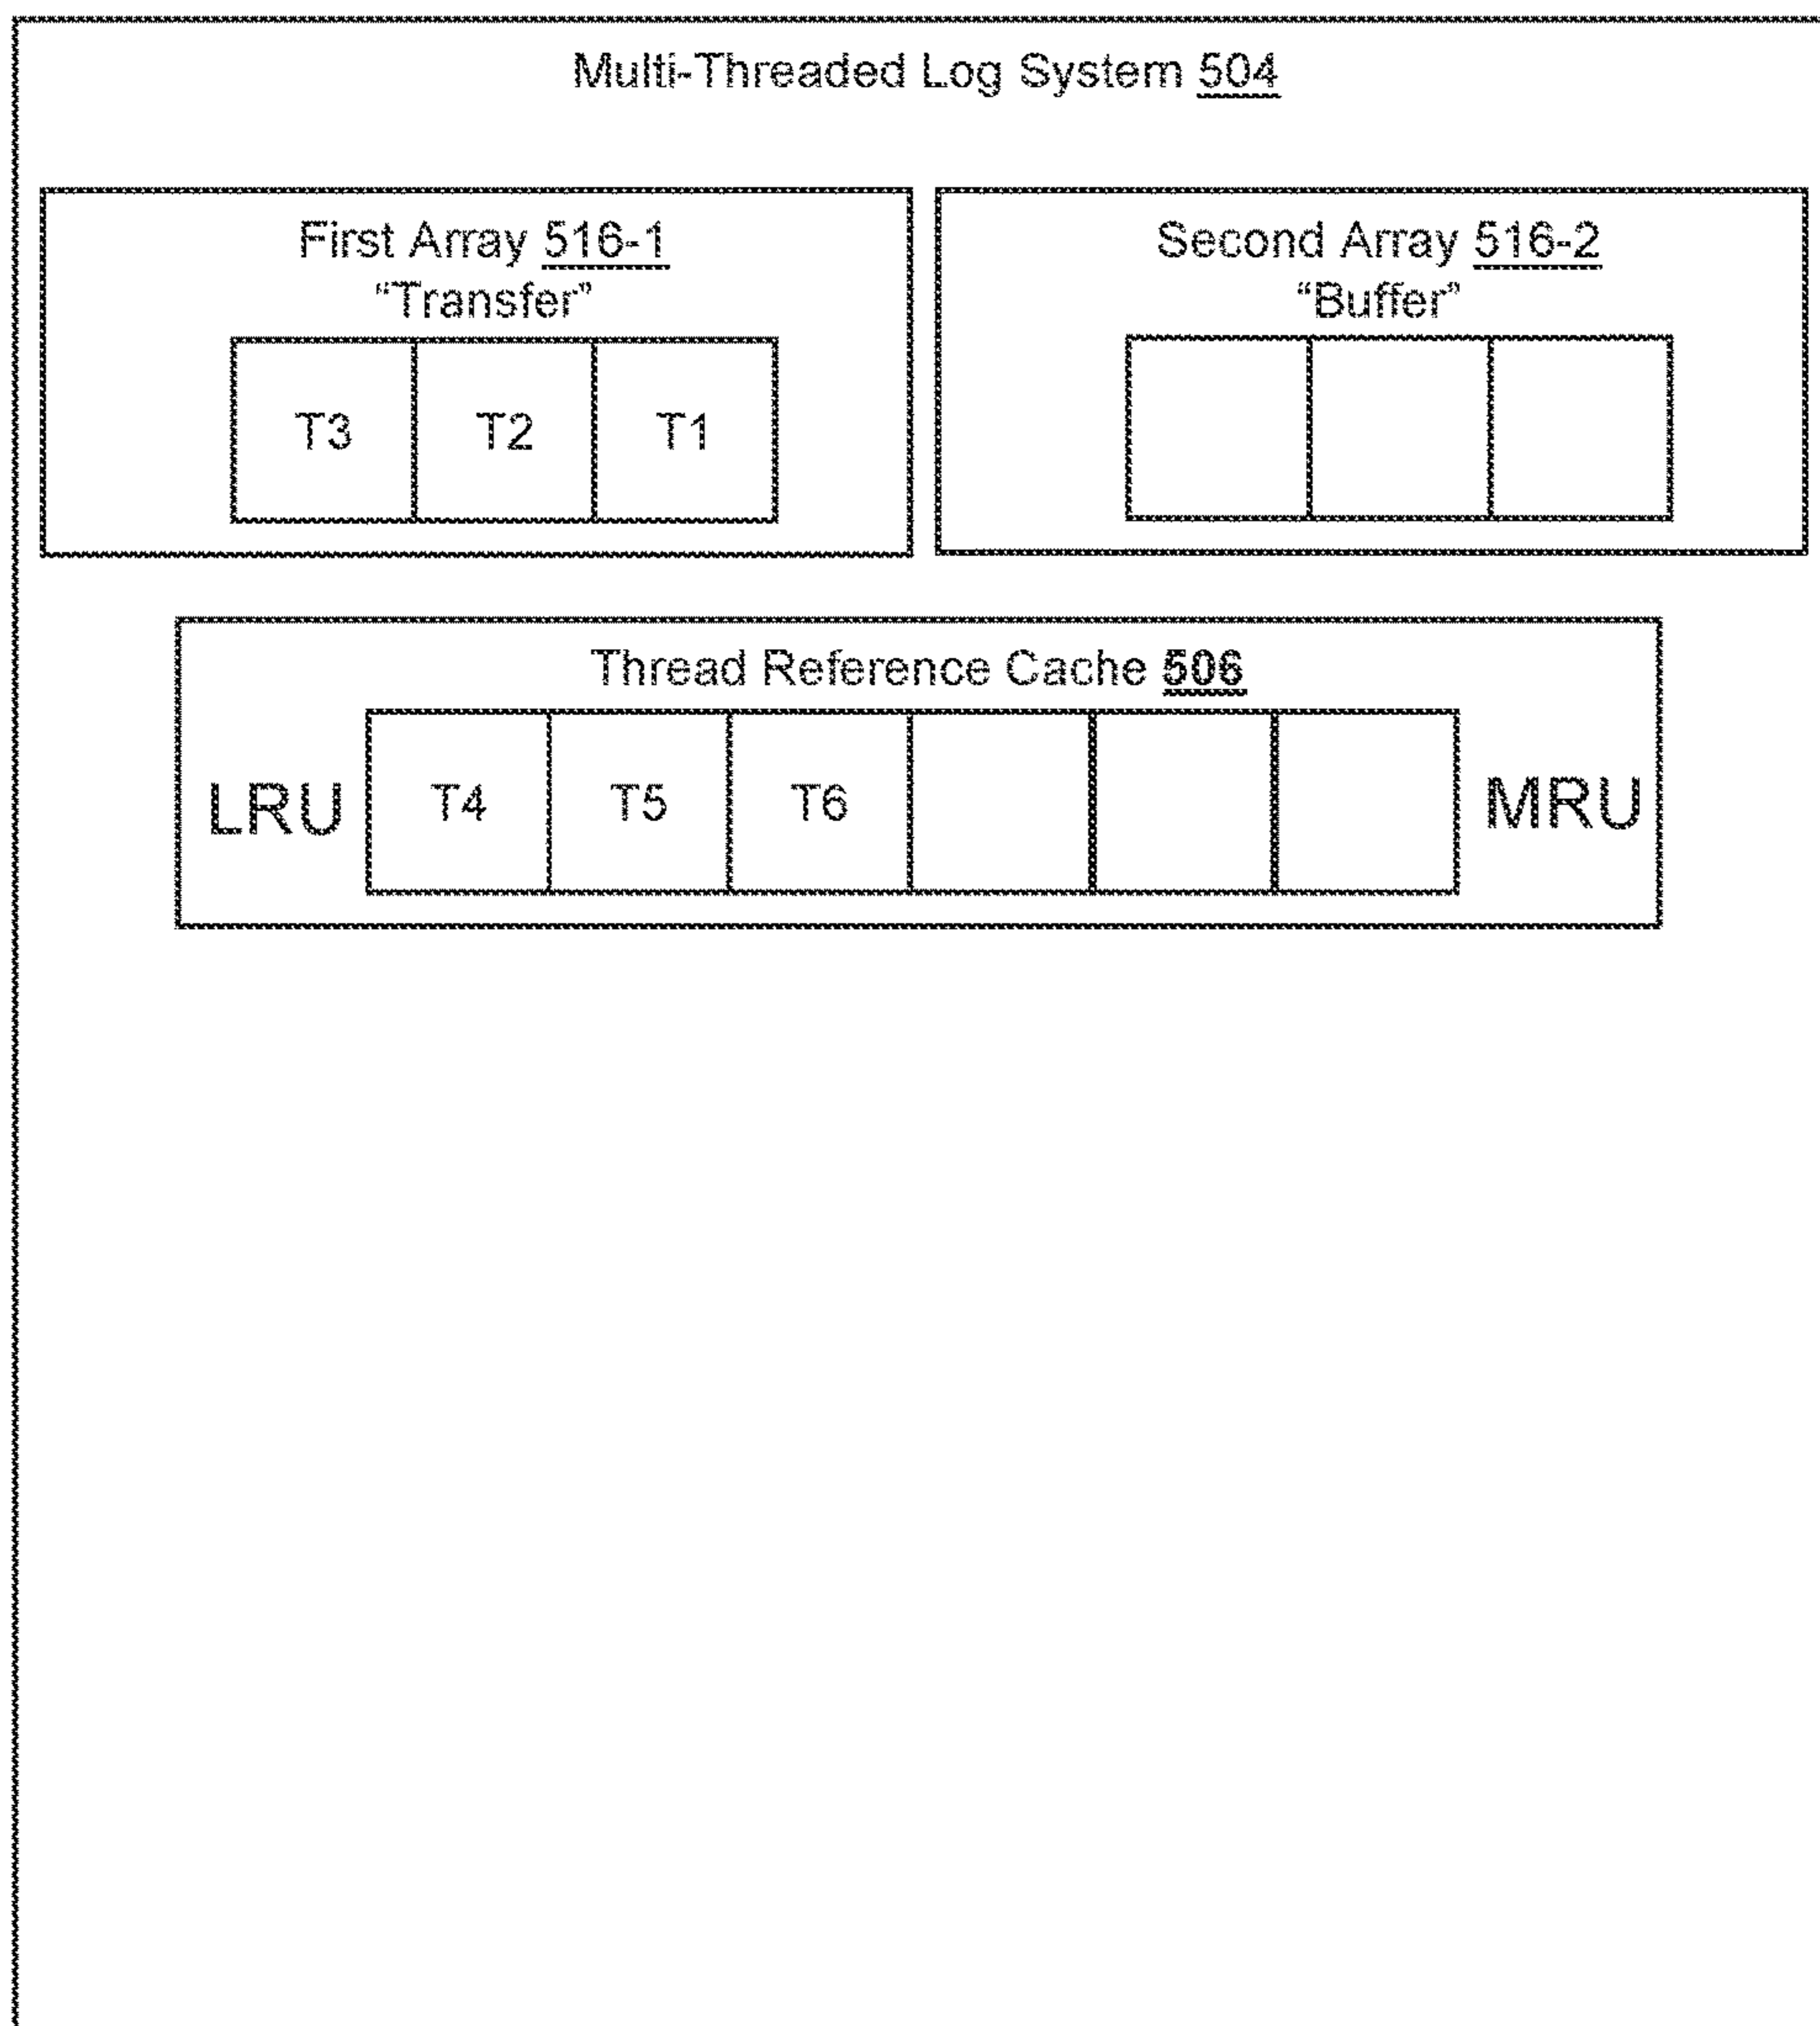 Multi-Threaded Log System 504
First Array 516-1
“Transfer”
T3 T2 T1
Second Array 516-2
“Buffer”
Thread Reference Cache 506
LRU T4 T5 T6 MRU